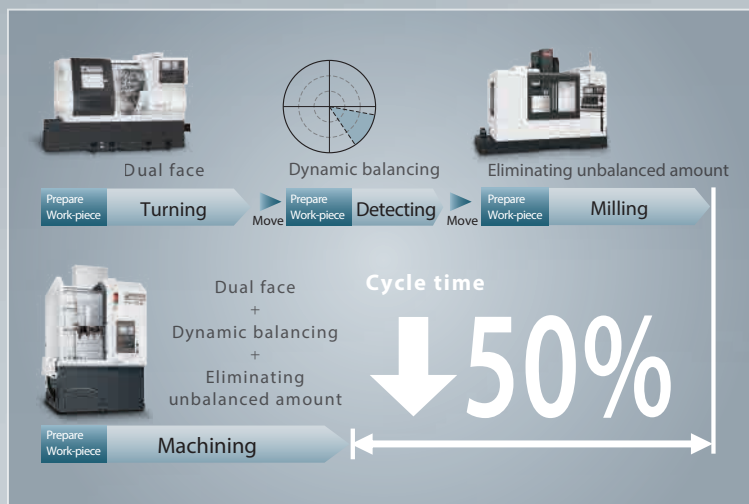 Dual face
Dynamic balancing
Eliminating unbalanced amount
Prepare
Work-piece
Turning
Move
Prepare
Work-piece
Detecting
Move
Prepare
Work-piece
Milling
Dual face
+
Dynamic balancing
+
Eliminating
unbalanced amount
Cycle time
50%
Prepare
Work-piece
Machining